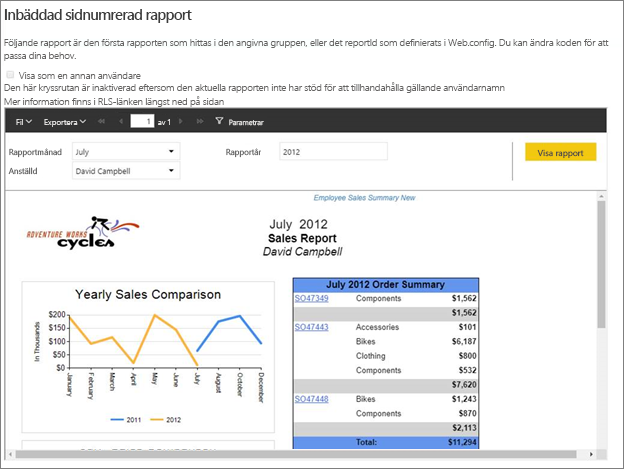 Inbäddad sidnumrerad rapport
Följande rapport är den första rapporten som hittas i den angivna gruppen, eller det reportId som definierats i Web.config. Du kan ändra koden för att
passa dina behov.
Visa som en annan användare
Den här kryssrutan är inaktiverad eftersom den aktuella rapporten inte har stöd för att tillhandahålla gällande användarnamn
Mer information finns i RLS-länken längst ned på sidan
Fil Exportera 1 av 1 Parametrar
Rapportmånad July Rapportår 2012 Visa rapport
Anställd David Campbell
Employee Sales Summary New
ADVENTURE WORKS
cycles
July 2012
Sales Report
David Campbell
Yearly Sales Comparison
In Thousands
$200
$150
$100
$50
$0
January February March April May June July August October December
2011 2012
July 2012 Order Summary
SO47349 Components $1,562
$1,562
SO47443 Accessories $101
Bikes $6,187
Clothing $800
Components $532
$7,620
SO47448 Bikes $1,243
Components $870
$2,113
Total: $11,294